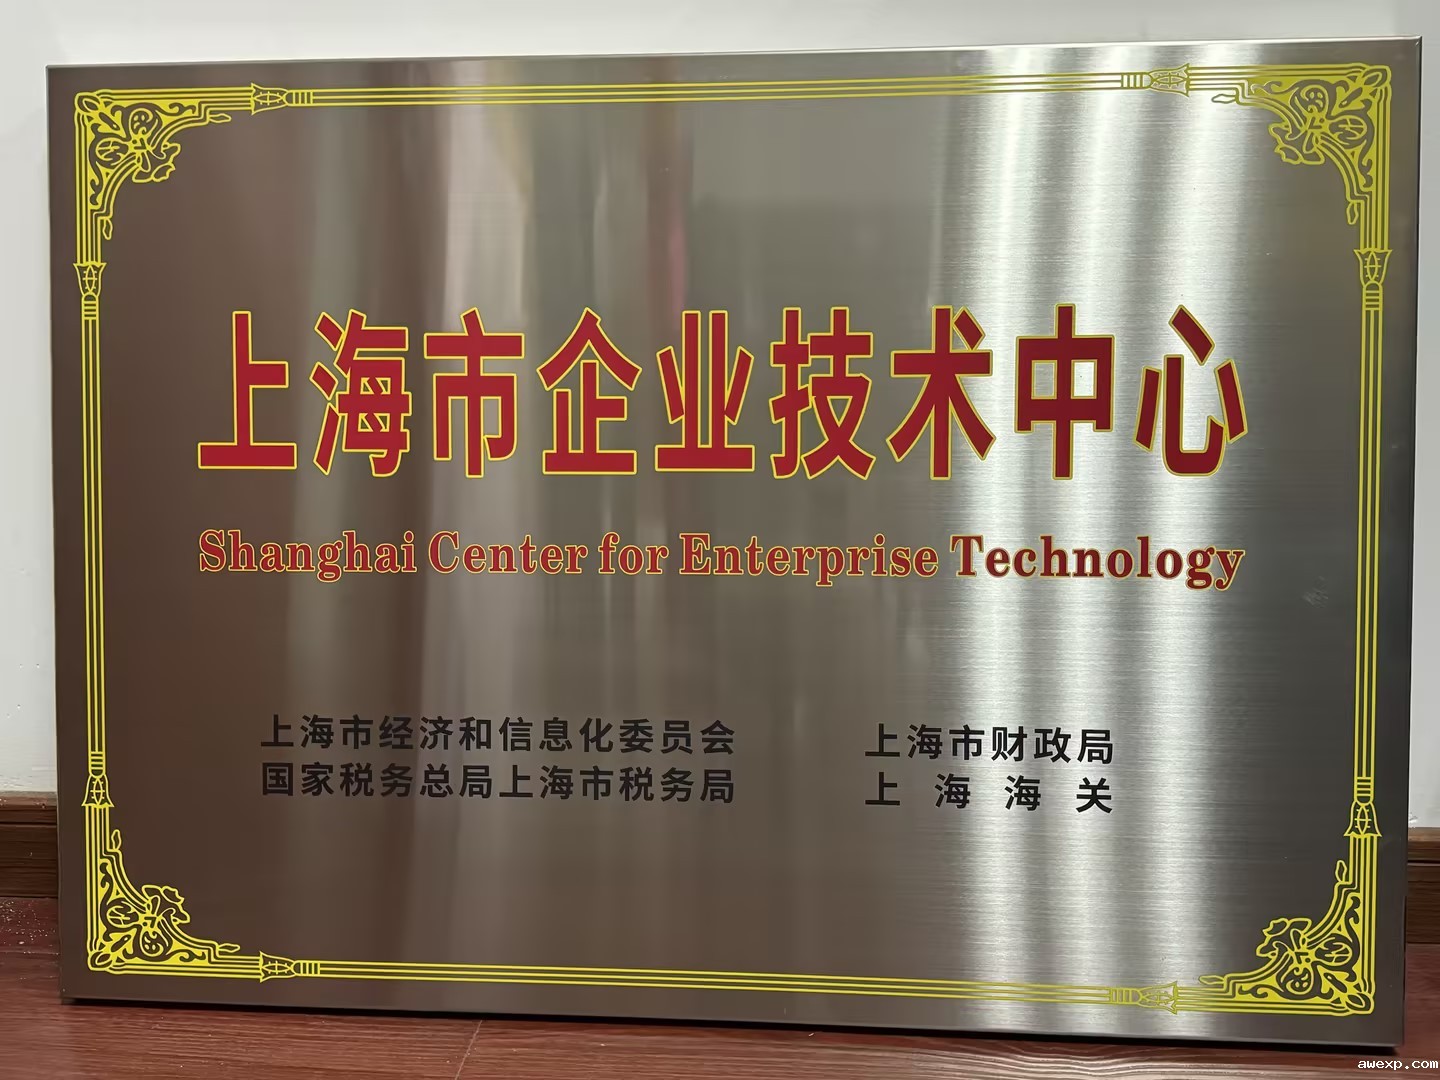 上海市企业技术中心
Shanghai Center for Enterprise Technology
上海市经济和信息化委员会 上海市财政局
国家税务总局上海市税务局 上海海关
awexp.com